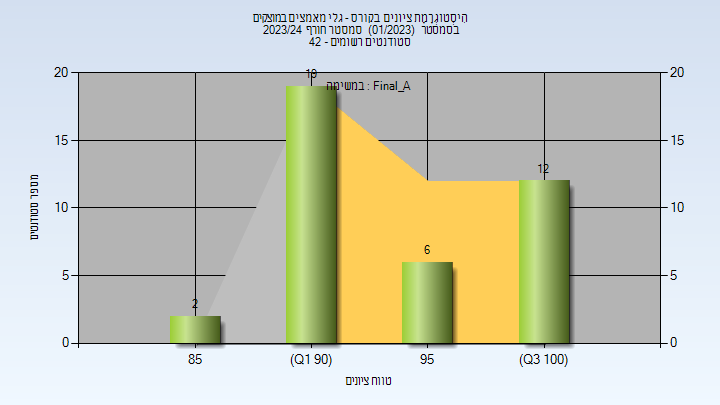 היסטוגרמת ציונים בקורס - גלי מאמצים במוצקים
בסמסטר (01/2023) סמסטר חורף 2023/24
סטודנטים רשומים - 42
במשימה : Final_A
20
15
10
5
0
20
15
10
5
0
מספר סטודנטים
2
19
6
12
85
(Q1 90)
95
(Q3 100)
טווח ציונים